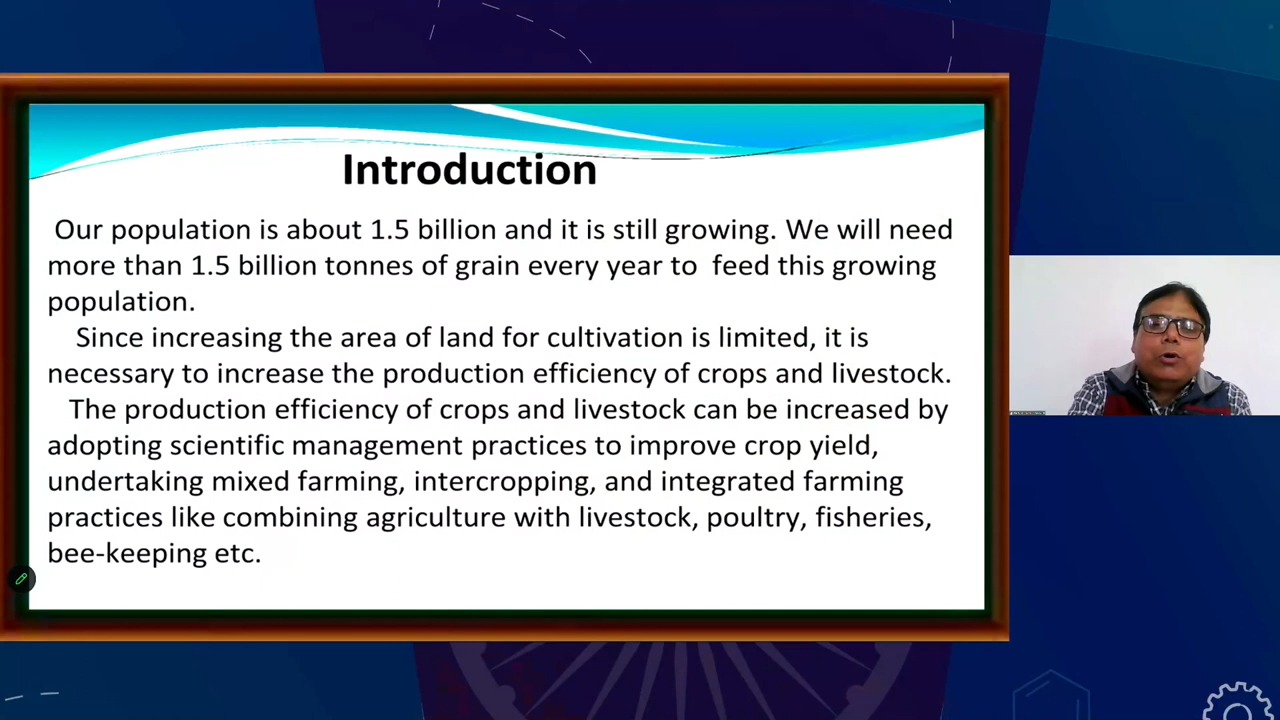 Introduction
Our population is about 1.5 billion and it is still growing. We will need
more than 1.5 billion tonnes of grain every year to feed this growing
population.
Since increasing the area of land for cultivation is limited, it is
necessary to increase the production efficiency of crops and livestock.
The production efficiency of crops and livestock can be increased by
adopting scientific management practices to improve crop yield,
undertaking mixed farming, intercropping, and integrated farming
practices like combining agriculture with livestock, poultry, fisheries,
bee-keeping etc.